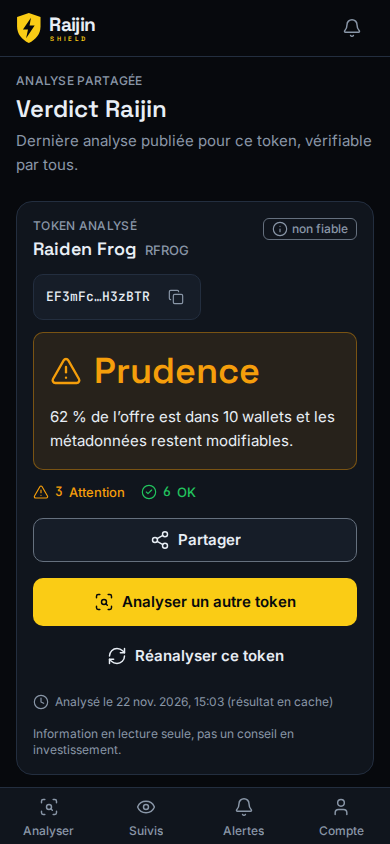 Raijin
SHIELD
ANALYSE PARTAGÉE
Verdict Raijin
Dernière analyse publiée pour ce token, vérifiable
par tous.
TOKEN ANALYSÉ
non fiable
Raiden Frog RFROG
EF3mFc…H3zBTR
Prudence
62 % de l’offre est dans 10 wallets et les
métadonnées restent modifiables.
3 Attention 6 OK
Partager
Analyser un autre token
Réanalyser ce token
Analysé le 22 nov. 2026, 15:03 (résultat en cache)
Information en lecture seule, pas un conseil en
investissement.
Analyser Suivis Alertes Compte